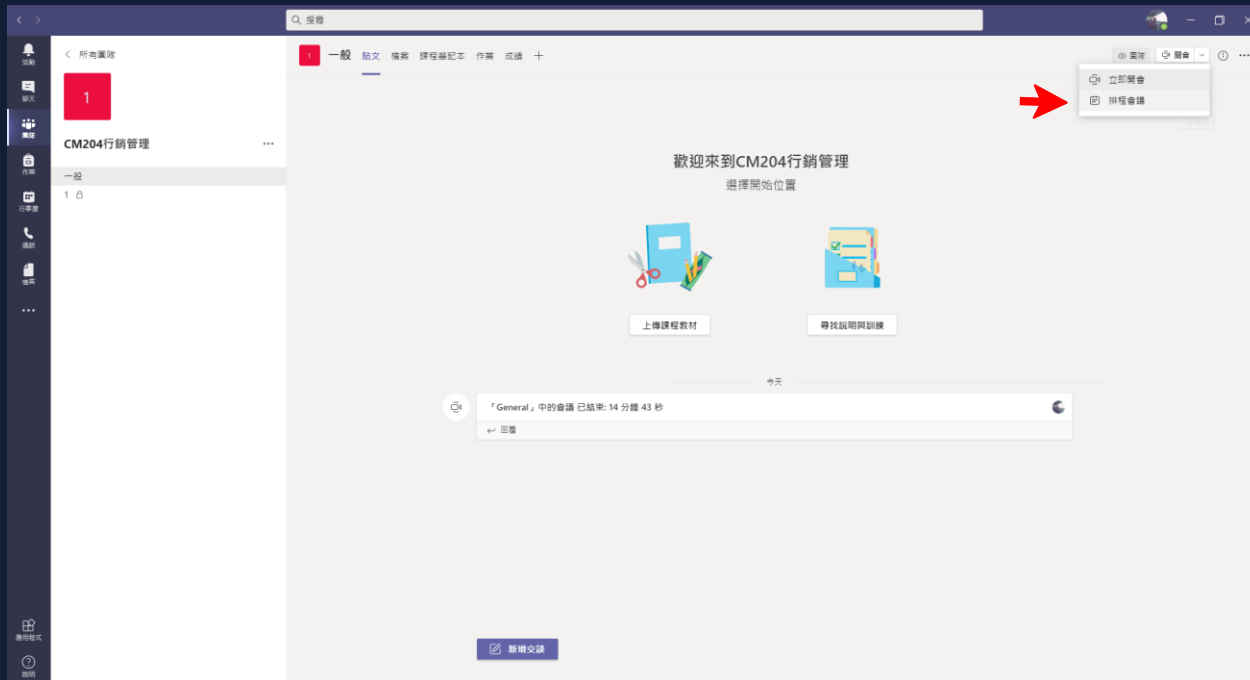 搜尋
活動
聊天
團隊
作業
行事曆
通話
檔案
應用程式
說明
所有團隊
1
CM204行銷管理
一般
1
1
一般 貼文 檔案 課程筆記本 作業 成績
團隊 開會
立即開會
排程會議
歡迎來到CM204行銷管理
選擇開始位置
上傳課程教材
尋找說明與訓練
今天
「General」中的會議 已結束: 14 分鐘 43 秒
回覆
新增交談